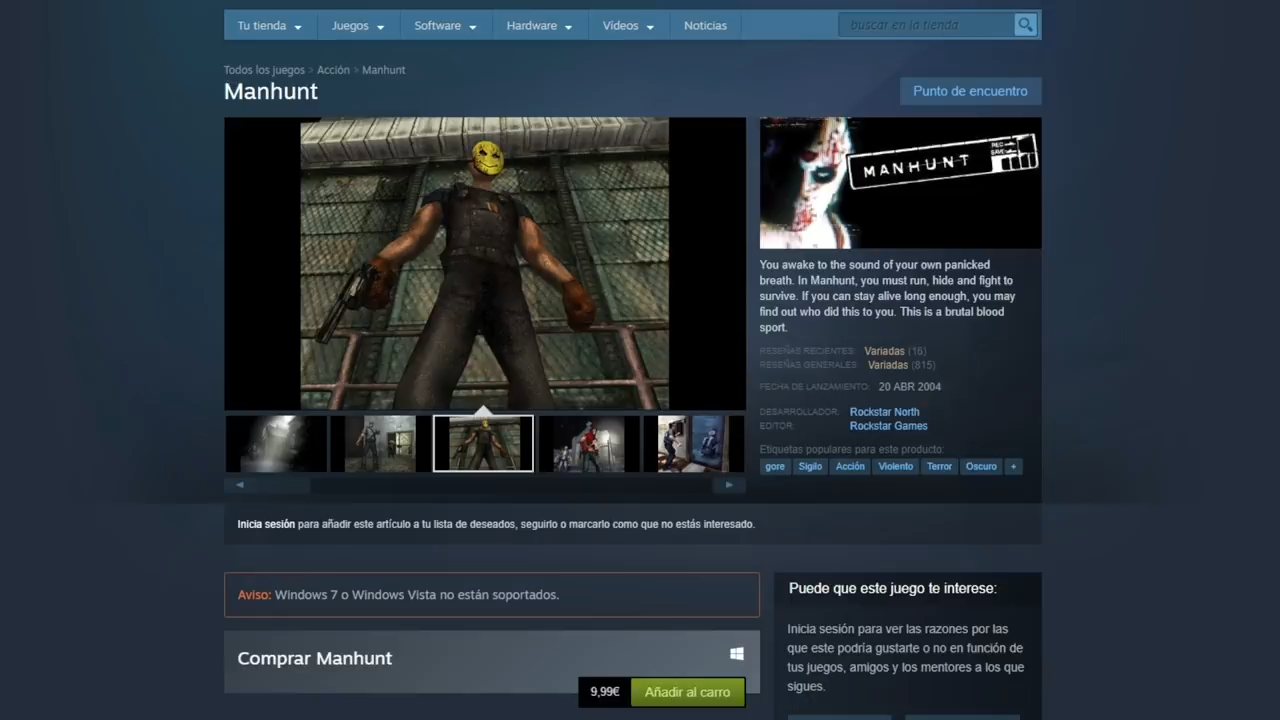 Tu tienda
Juegos
Software
Hardware
Vídeos
Noticias
buscar en la tienda
Todos los juegos > Acción > Manhunt
Manhunt
Punto de encuentro
MANHUNT
You awake to the sound of your own panicked
breath. In Manhunt, you must run, hide and fight to
survive. If you can stay alive long enough, you may
find out who did this to you. This is a brutal blood
sport.
RESEÑAS RECIENTES: Variadas (16)
RESEÑAS GENERALES: Variadas (815)
FECHA DE LANZAMIENTO: 20 ABR 2004
DESARROLLADOR: Rockstar North
EDITOR: Rockstar Games
Etiquetas populares para este producto:
gore Sigilo Acción Violento Terror Oscuro +
Inicia sesión para añadir este artículo a tu lista de deseados, seguirlo o marcarlo como que no estás interesado.
Aviso: Windows 7 o Windows Vista no están soportados.
Comprar Manhunt
9,99€ Añadir al carro
Puede que este juego te interese:
Inicia sesión para ver las razones por las
que este podría gustarte o no en función de
tus juegos, amigos y los mentores a los que
sigues.